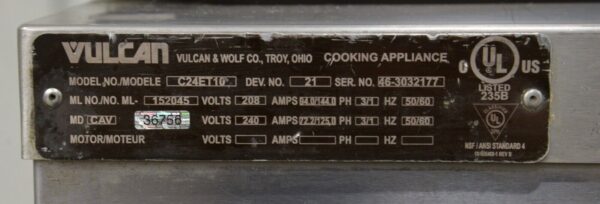 VULCAN VULCAN & WOLF CO., TROY, OHIO COOKING APPLIANCE
MODEL.NO./MODELE C24ET10 DEV. NO. 21 SER. NO. 46-3032177
ML NO./NO. ML- 152045 VOLTS 208 AMPS 84.0/144.0 PH 3/1 HZ 50/60
MD CAV 36756 VOLTS 240 AMPS 72.2/125.0 PH 3/1 HZ 50/60
MOTOR/MOTEUR VOLTS AMPS PH HZ
C UL US
®
LISTED
235B
UL
NSF / ANSI STANDARD 4